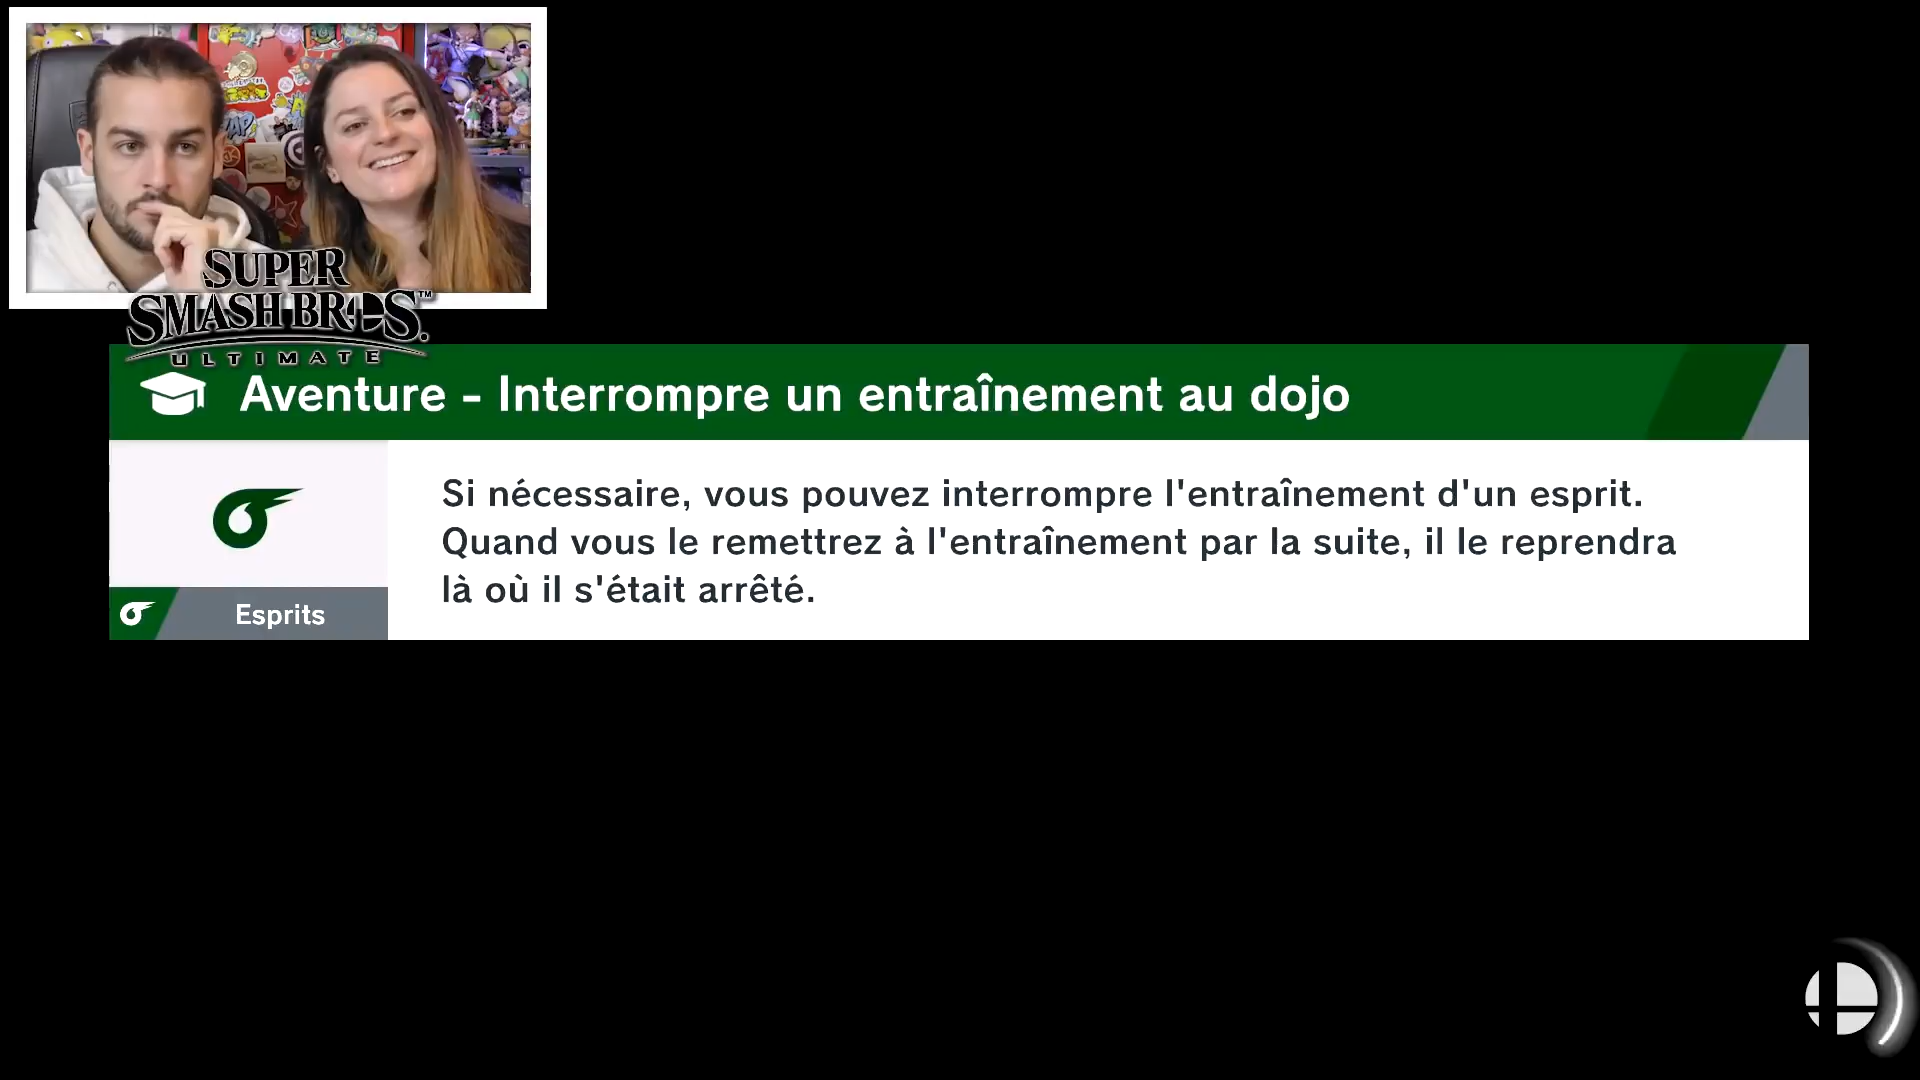 SUPER
SMASH BROS.™
ULTIMATE
Aventure - Interrompre un entraînement au dojo
Si nécessaire, vous pouvez interrompre l'entraînement d'un esprit.
Quand vous le remettrez à l'entraînement par la suite, il le reprendra
là où il s'était arrêté.
Esprits